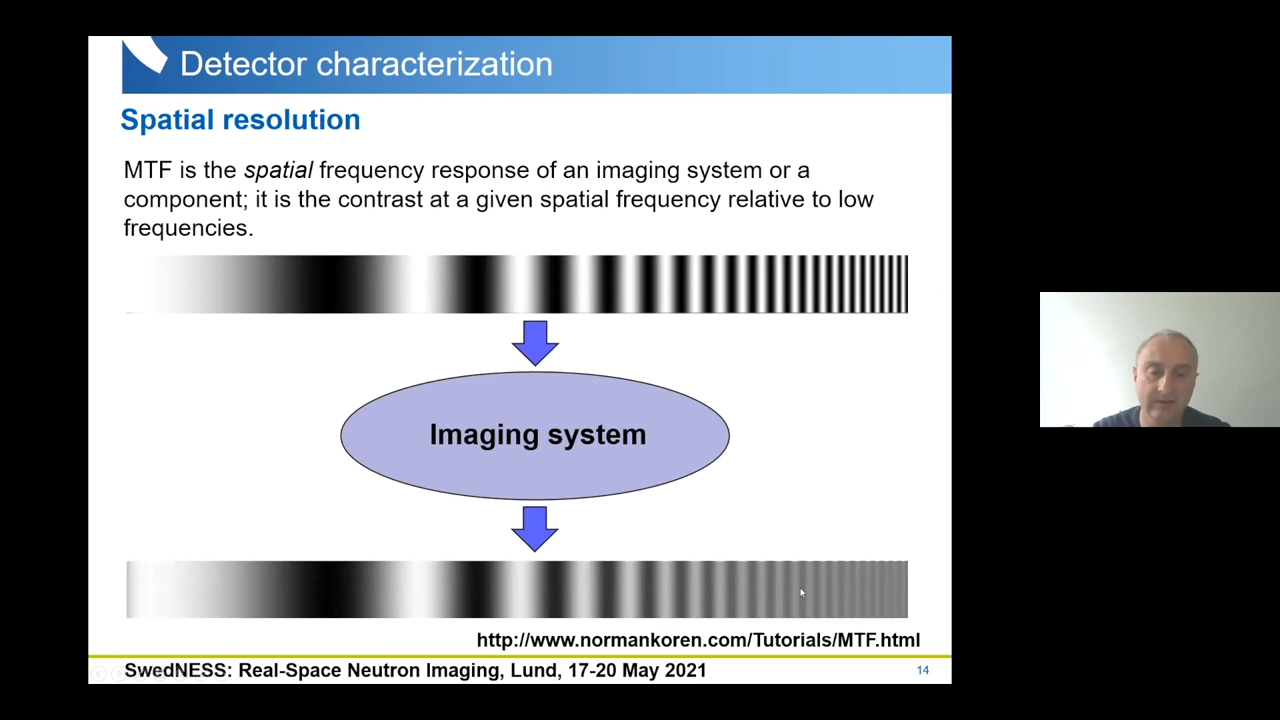 Detector characterization
Spatial resolution
MTF is the spatial frequency response of an imaging system or a
component; it is the contrast at a given spatial frequency relative to low
frequencies.
Imaging system
http://www.normankoren.com/Tutorials/MTF.html
SwedNESS: Real-Space Neutron Imaging, Lund, 17-20 May 2021
14